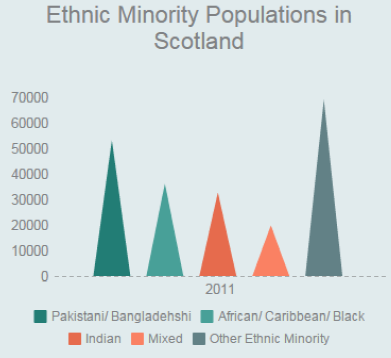 Ethnic Minority Populations in
Scotland
70000
60000
50000
40000
30000
20000
10000
0
2011
Pakistani/ Bangladehshi African/ Caribbean/ Black
Indian Mixed Other Ethnic Minority